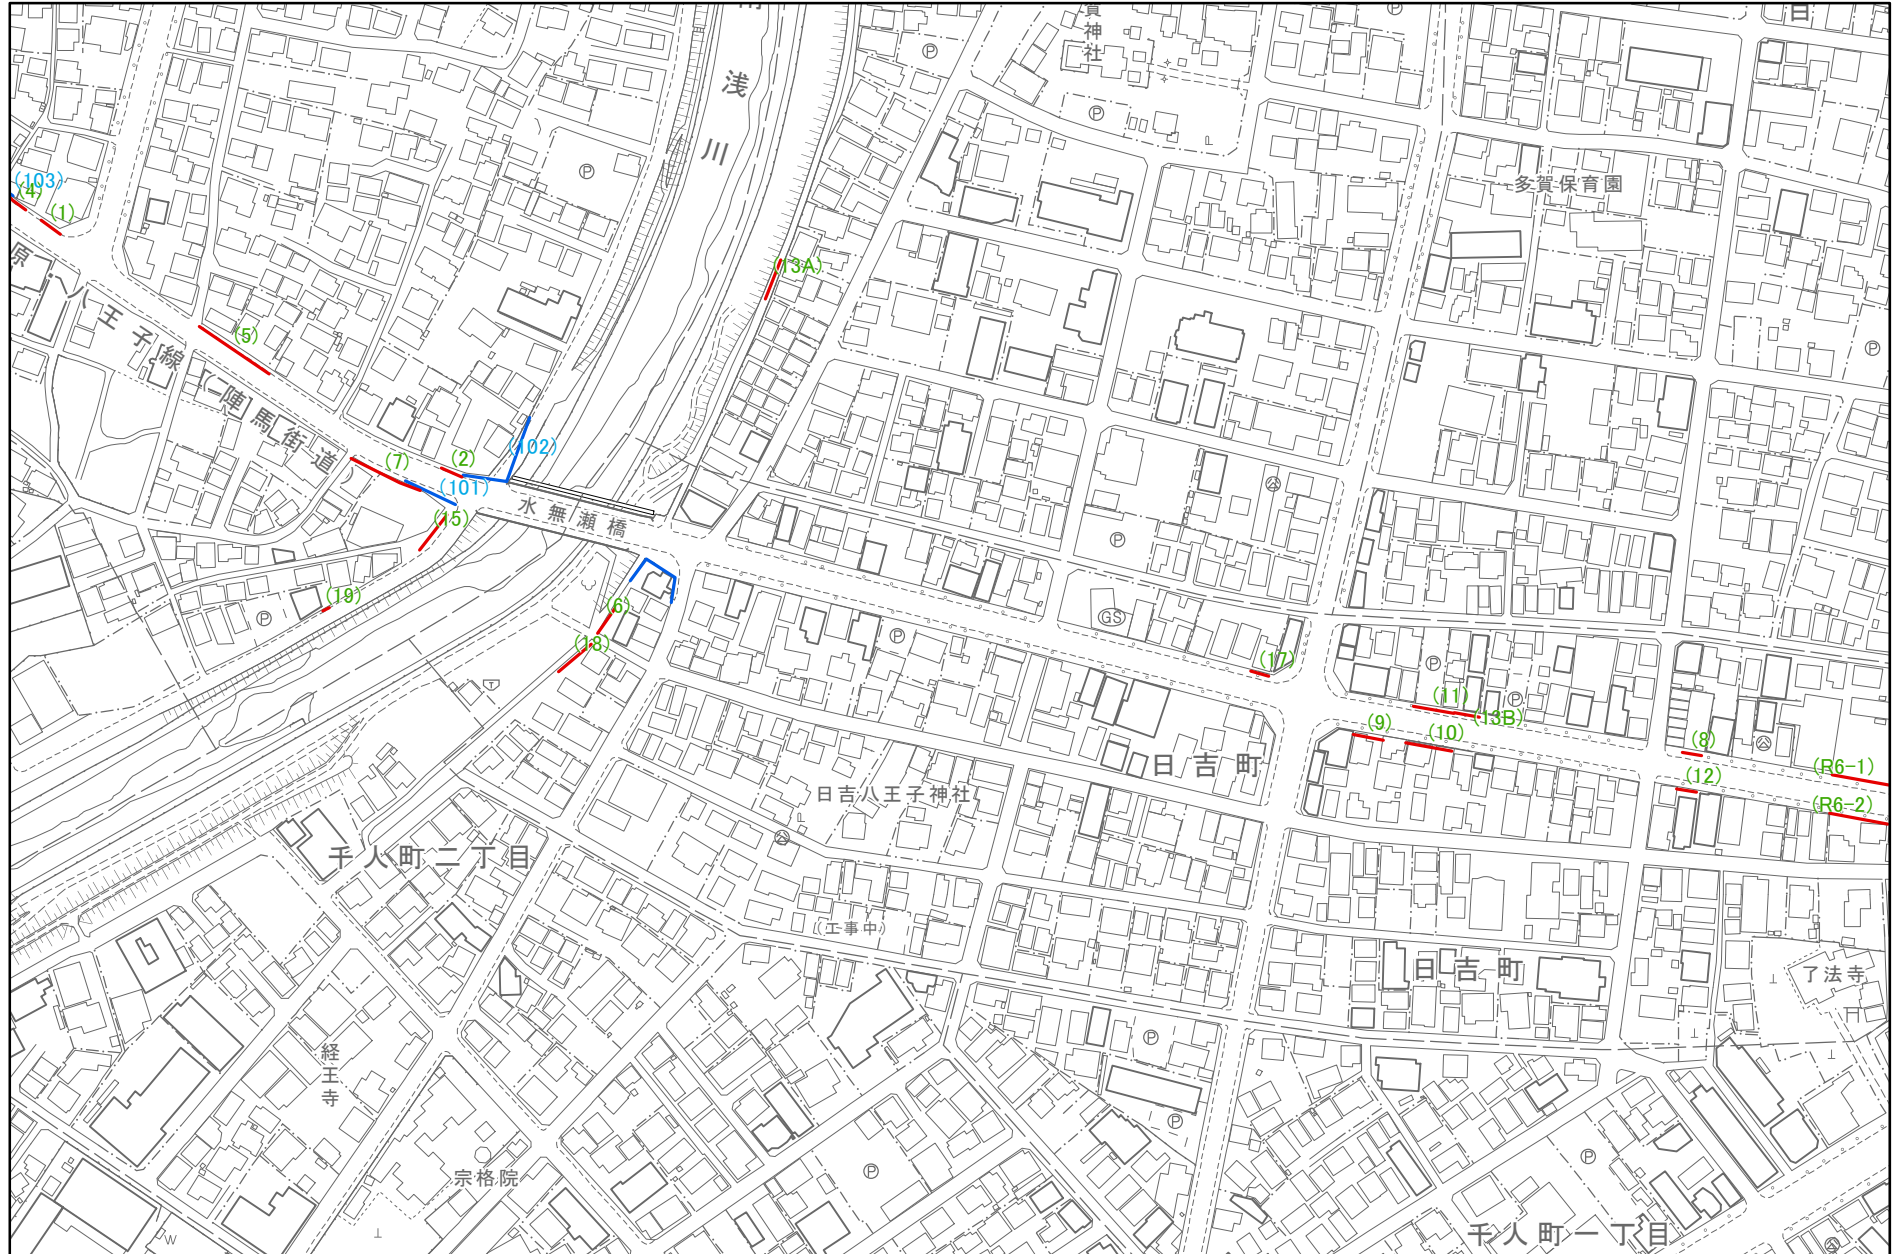 浅川
賀神社
日
多賀保育園
(103)
(4)
(1)
(13A)
原・八王子線(陣馬街道)
(5)
(7)
(2)
(102)
(101)
(15)
水無瀬橋
(19)
(6)
(18)
GS
(17)
(11)
(13B)
(9)
(10)
(8)
(12)
(R6-1)
(R6-2)
日吉町
日吉八王子神社
千人町二丁目
(工事中)
日吉町
了法寺
経王寺
宗格院
千人町一丁目